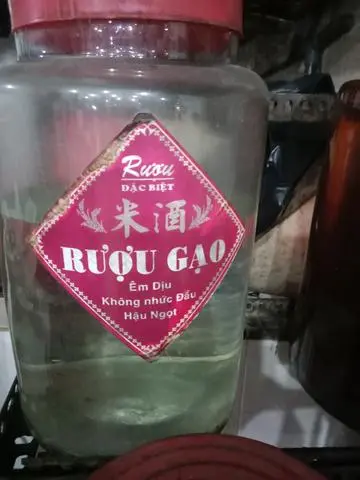 Rượu
ĐẶC BIỆT
米酒
RƯỢU GẠO
Êm Dịu
Không nhức Đầu
Hậu Ngọt